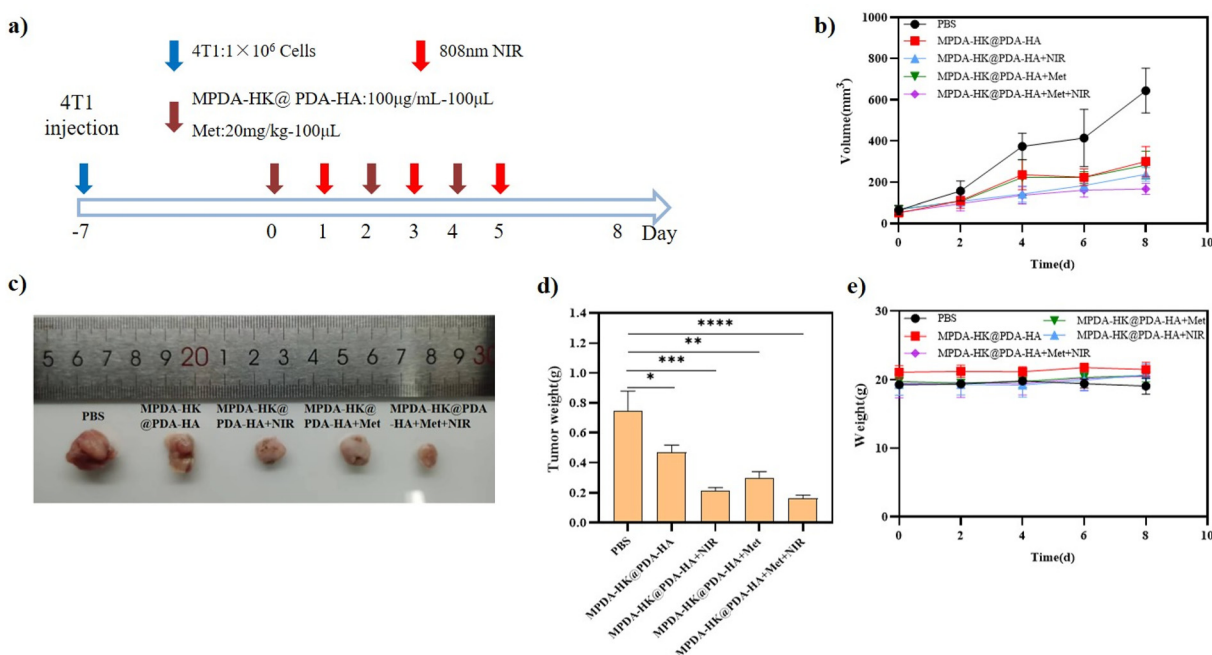 a)
4T1:1×10⁶ Cells
808nm NIR
MPDA-HK@ PDA-HA:100μg/mL-100μL
Met:20mg/kg-100μL
4T1
injection
-7
0
1
2
3
4
5
8
Day
b)
1000
800
600
400
200
0
Volume(mm³)
PBS
MPDA-HK@PDA-HA
MPDA-HK@PDA-HA+NIR
MPDA-HK@PDA-HA+Met
MPDA-HK@PDA-HA+Met+NIR
0 2 4 6 8 10
Time(d)
c)
5 6 7 8 9 20 1 2 3 4 5 6 7 8 9 30
PBS
MPDA-HK
@PDA-HA
MPDA-HK@
PDA-HA+NIR
MPDA-HK@
PDA-HA+Met
MPDA-HK@PDA
-HA+Met+NIR
d)
1.4
1.2
1.0
0.8
0.6
0.4
0.2
0.0
Tumor weight(g)
****
**
***
*
PBS
MPDA-HK@PDA-HA
MPDA-HK@PDA-HA+NIR
MPDA-HK@PDA-HA+Met
MPDA-HK@PDA-HA+Met+NIR
e)
30
20
10
0
Weight(g)
PBS
MPDA-HK@PDA-HA
MPDA-HK@PDA-HA+Met+NIR
MPDA-HK@PDA-HA+Met
MPDA-HK@PDA-HA+NIR
0 2 4 6 8 10
Time(d)